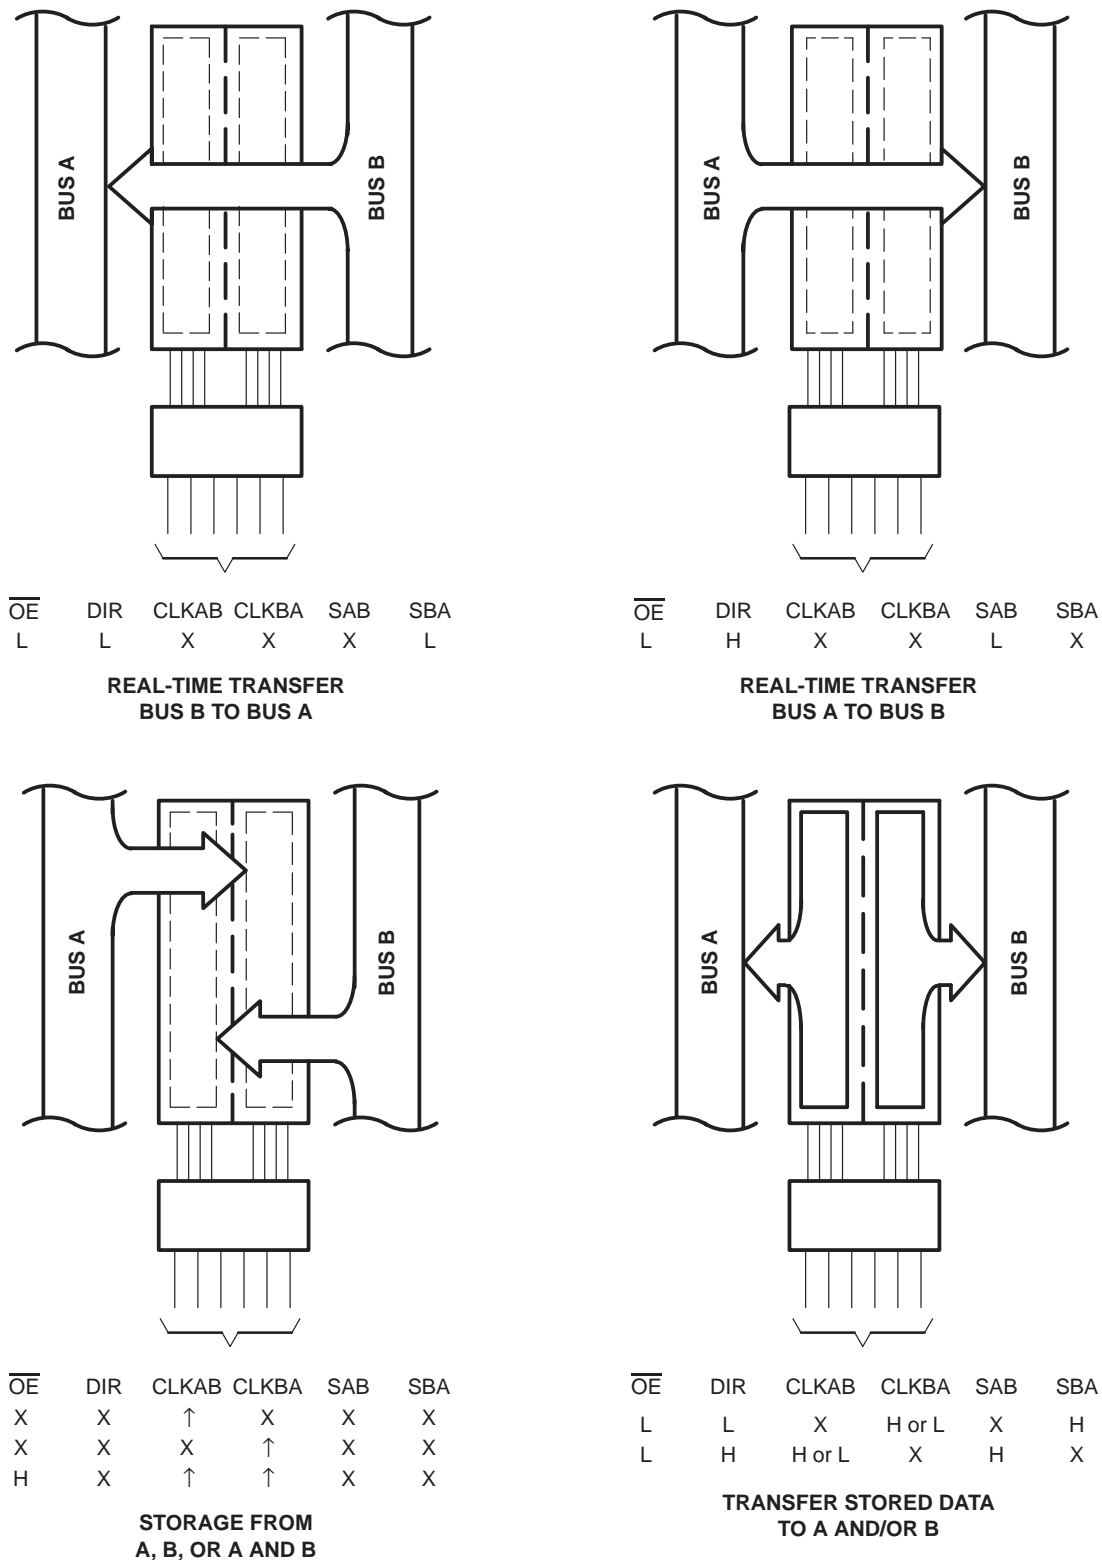 BUS A
BUS B
OE DIR CLKAB CLKBA SAB SBA
L L X X X L
REAL-TIME TRANSFER
BUS B TO BUS A
BUS A
BUS B
OE DIR CLKAB CLKBA SAB SBA
L H X X L X
REAL-TIME TRANSFER
BUS A TO BUS B
BUS A
BUS B
OE DIR CLKAB CLKBA SAB SBA
X X ↑ X X X
X X X ↑ X X
H X ↑ ↑ X X
STORAGE FROM
A, B, OR A AND B
BUS A
BUS B
OE DIR CLKAB CLKBA SAB SBA
L L X H or L X H
L H H or L X H X
TRANSFER STORED DATA
TO A AND/OR B